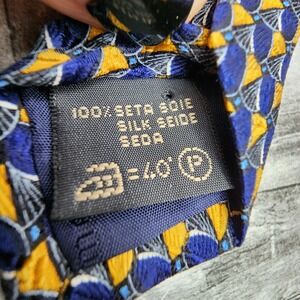 100% SETA SOIE
SILK SEIDE
SEDA
=40° P